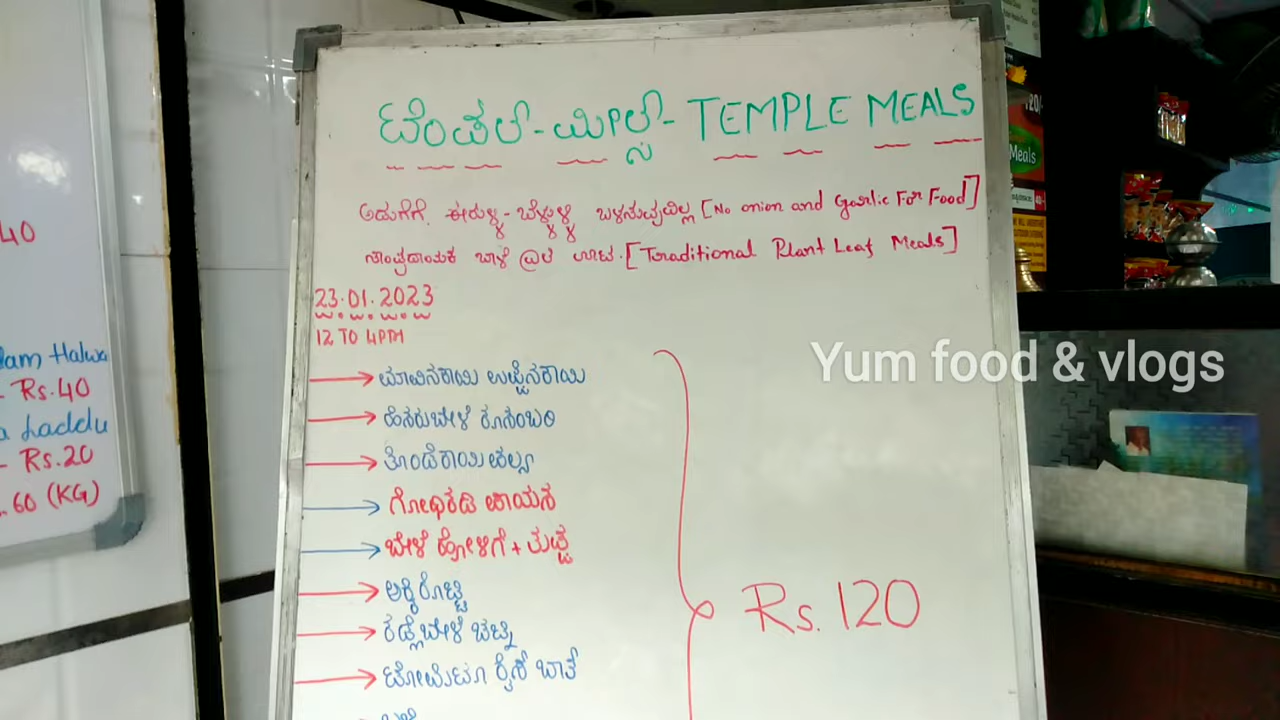 ಟೆಂಪಲ್ - ಮೀಲ್ಸ್ - TEMPLE MEALS
ಅಡುಗೆಗೆ ಈರುಳ್ಳಿ - ಬೆಳ್ಳುಳ್ಳಿ ಬಳಸುವುದಿಲ್ಲ [No onion and Garlic For Food]
ಸಾಂಪ್ರದಾಯಕ ಬಾಳೆ ಎಲೆ ಊಟ. [Traditional Plant Leaf Meals]
23.01.2023
12 TO 4PM
ಮಾವಿನಕಾಯಿ ಉಪ್ಪಿನಕಾಯಿ
ಹೆಸರುಬೇಳೆ ಕೂಸಂಬರಿ
ತೊಂಡೆಕಾಯಿ ಪಲ್ಯ
ಗೋಧಿಕಡಿ ಪಾಯಸ
ಬೇಳೆ ಹೋಳಿಗೆ + ತುಪ್ಪ
ಅಕ್ಕಿರೊಟ್ಟಿ
ಕಡ್ಲೆಬೇಳೆ ಚಟ್ನಿ
ಟೋಮೆಟೂ ರೈಸ್ ಬಾತ್
Rs. 120
40
Halwa
- Rs.40
Laddu
- Rs.20
.60 (KG)
Meals
Yum food & vlogs